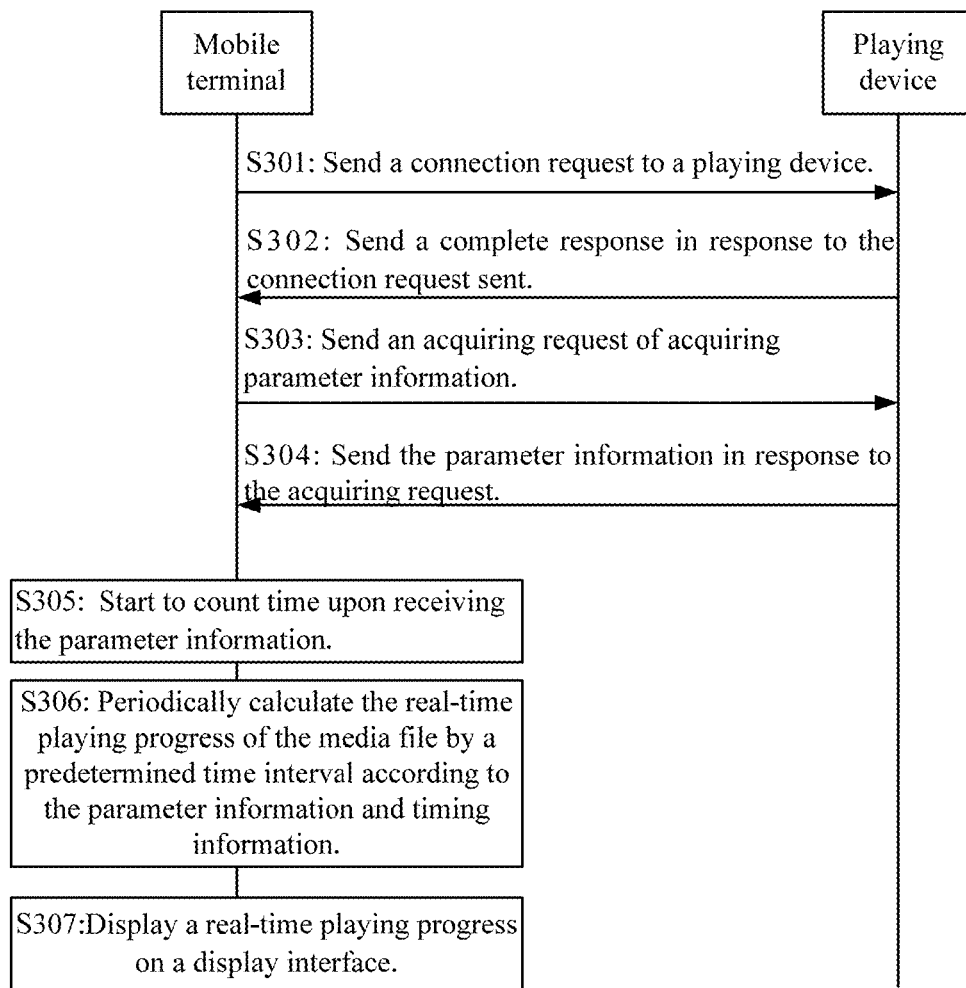 Mobile
terminal
Playing
device
S301: Send a connection request to a playing device.
S302: Send a complete response in response to the
connection request sent.
S303: Send an acquiring request of acquiring
parameter information.
S304: Send the parameter information in response to
the acquiring request.
S305: Start to count time upon receiving
the parameter information.
S306: Periodically calculate the real-time
playing progress of the media file by a
predetermined time interval according to
the parameter information and timing
information.
S307:Display a real-time playing progress
on a display interface.